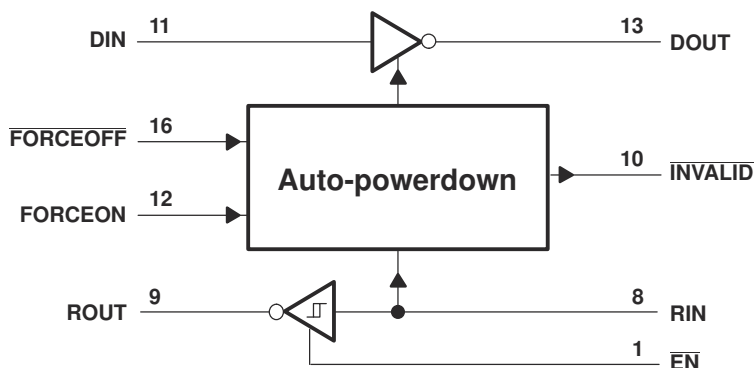 DIN 11 13 DOUT
FORCEOFF 16
Auto-powerdown 10 INVALID
FORCEON 12
ROUT 9 8 RIN
1 EN